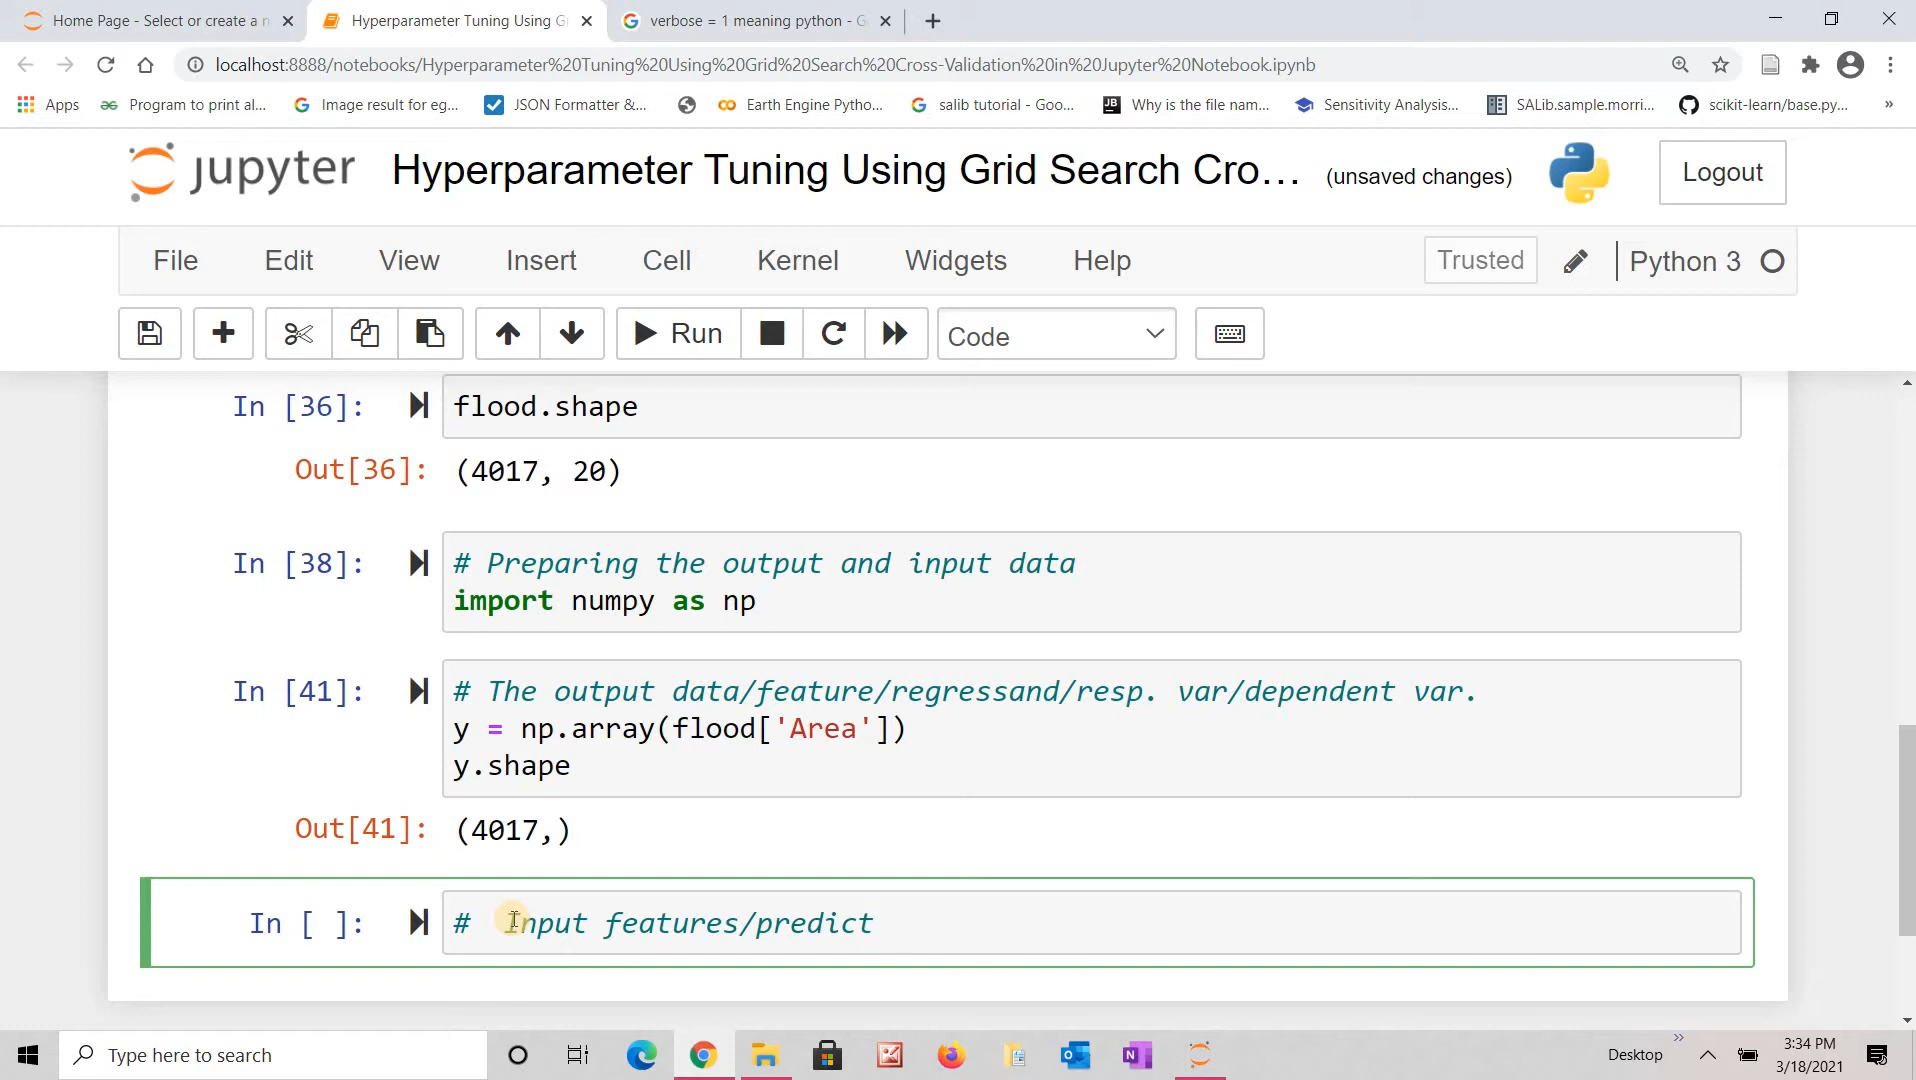 Home Page - Select or create a n
Hyperparameter Tuning Using Gr
verbose = 1 meaning python - G
localhost:8888/notebooks/Hyperparameter%20Tuning%20Using%20Grid%20Search%20Cross-Validation%20in%20Jupyter%20Notebook.ipynb
Apps
Program to print al...
Image result for eg...
JSON Formatter &...
Earth Engine Pytho...
salib tutorial - Goo...
Why is the file nam...
Sensitivity Analysis...
SALib.sample.morri...
scikit-learn/base.py...
»
jupyter
Hyperparameter Tuning Using Grid Search Cro...
(unsaved changes)
Logout
File Edit View Insert Cell Kernel Widgets Help
Trusted
Python 3
Run
Code
In [36]: flood.shape
Out[36]: (4017, 20)
In [38]: # Preparing the output and input data
import numpy as np
In [41]: # The output data/feature/regressand/resp. var/dependent var.
y = np.array(flood['Area'])
y.shape
Out[41]: (4017,)
In [ ]: #  Input features/predict
Type here to search
Desktop
»
3:34 PM
3/18/2021